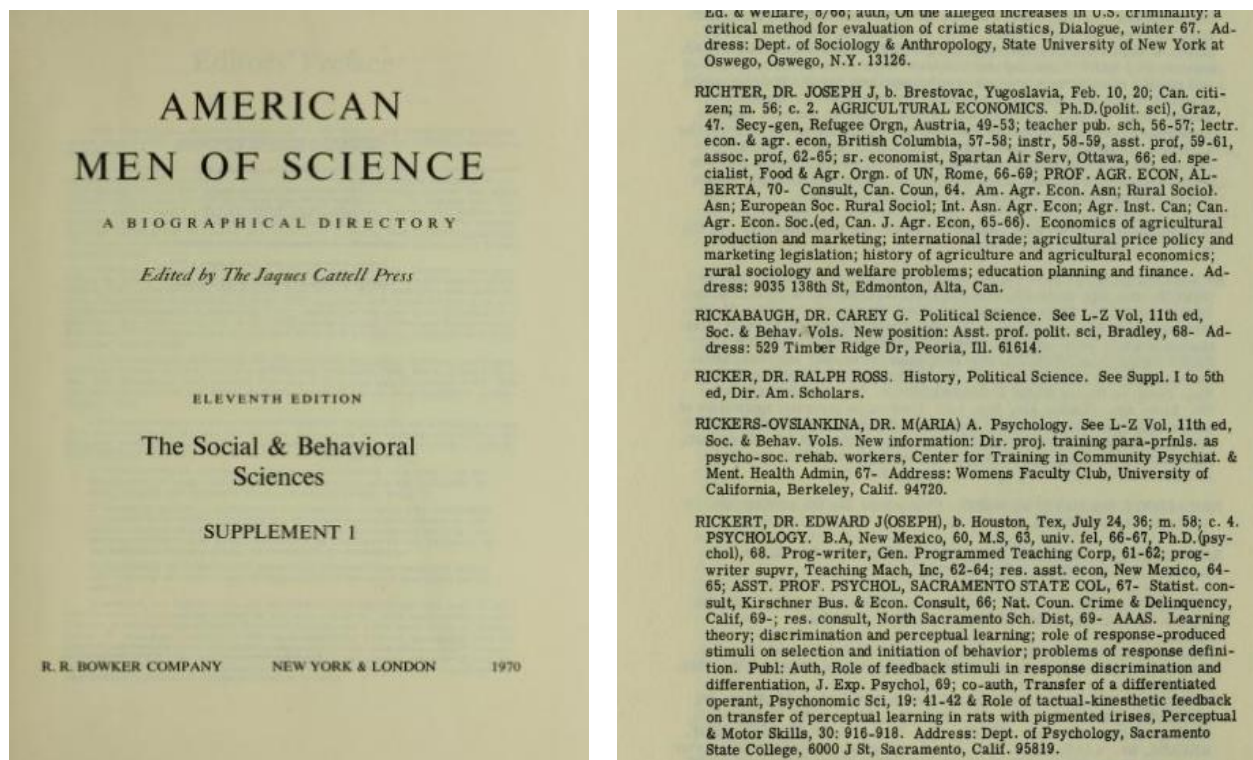 AMERICAN
MEN OF SCIENCE
A BIOGRAPHICAL DIRECTORY
Edited by The Jaques Cattell Press
ELEVENTH EDITION
The Social & Behavioral
Sciences
SUPPLEMENT 1
R. R. BOWKER COMPANY NEW YORK & LONDON 1970
Ed. & Welfare, 8/68; auth, On the alleged increases in U.S. criminality: a
critical method for evaluation of crime statistics, Dialogue, winter 67. Ad-
dress: Dept. of Sociology & Anthropology, State University of New York at
Oswego, Oswego, N.Y. 13126.
RICHTER, DR. JOSEPH J, b. Brestovac, Yugoslavia, Feb. 10, 20; Can. citi-
zen; m. 56; c. 2. AGRICULTURAL ECONOMICS. Ph.D.(polit. sci), Graz,
47. Secy-gen, Refugee Orgn, Austria, 49-53; teacher pub. sch, 56-57; lectr.
econ. & agr. econ, British Columbia, 57-58; instr, 58-59, asst. prof, 59-61,
assoc. prof, 62-65; sr. economist, Spartan Air Serv, Ottawa, 66; ed. spe-
cialist, Food & Agr. Orgn. of UN, Rome, 66-69; PROF. AGR. ECON, AL-
BERTA, 70- Consult, Can. Coun, 64. Am. Agr. Econ. Asn; Rural Sociol.
Asn; European Soc. Rural Sociol; Int. Asn. Agr. Econ; Agr. Inst. Can; Can.
Agr. Econ. Soc.(ed, Can. J. Agr. Econ, 65-66). Economics of agricultural
production and marketing; international trade; agricultural price policy and
marketing legislation; history of agriculture and agricultural economics;
rural sociology and welfare problems; education planning and finance. Ad-
dress: 9035 138th St, Edmonton, Alta, Can.
RICKABAUGH, DR. CAREY G. Political Science. See L-Z Vol, 11th ed,
Soc. & Behav. Vols. New position: Asst. prof. polit. sci, Bradley, 68- Ad-
dress: 529 Timber Ridge Dr, Peoria, Ill. 61614.
RICKER, DR. RALPH ROSS. History, Political Science. See Suppl. I to 5th
ed, Dir. Am. Scholars.
RICKERS-OVSIANKINA, DR. M(ARIA) A. Psychology. See L-Z Vol, 11th ed,
Soc. & Behav. Vols. New information: Dir. proj. training para-prfnls. as
psycho-soc. rehab. workers, Center for Training in Community Psychiat. &
Ment. Health Admin, 67- Address: Womens Faculty Club, University of
California, Berkeley, Calif. 94720.
RICKERT, DR. EDWARD J(OSEPH), b. Houston, Tex, July 24, 36; m. 58; c. 4.
PSYCHOLOGY. B.A, New Mexico, 60, M.S, 63, univ. fel, 66-67, Ph.D.(psy-
chol), 68. Prog-writer, Gen. Programmed Teaching Corp, 61-62; prog-
writer supvr, Teaching Mach, Inc, 62-64; res. asst. econ, New Mexico, 64-
65; ASST. PROF. PSYCHOL, SACRAMENTO STATE COL, 67- Statist. con-
sult, Kirschner Bus. & Econ. Consult, 66; Nat. Coun. Crime & Delinquency,
Calif, 69-; res. consult, North Sacramento Sch. Dist, 69- AAAS. Learning
theory; discrimination and perceptual learning; role of response-produced
stimuli on selection and initiation of behavior; problems of response defini-
tion. Publ: Auth, Role of feedback stimuli in response discrimination and
differentiation, J. Exp. Psychol, 69; co-auth, Transfer of a differentiated
operant, Psychonomic Sci, 19: 41-42 & Role of tactual-kinesthetic feedback
on transfer of perceptual learning in rats with pigmented irises, Perceptual
& Motor Skills, 30: 916-918. Address: Dept. of Psychology, Sacramento
State College, 6000 J St, Sacramento, Calif. 95819.